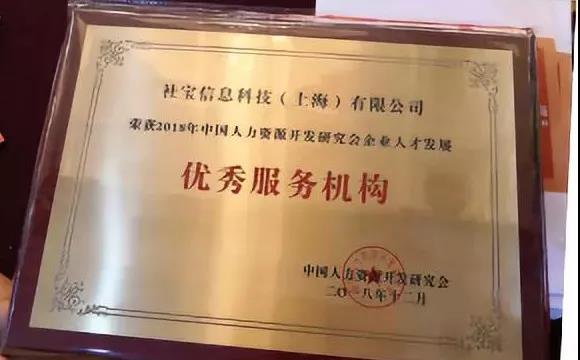 社宝信息科技（上海）有限公司
荣获2018年中国人力资源开发研究会企业人才发展
优秀服务机构
中国人力资源开发研究会
二〇一八年十二月